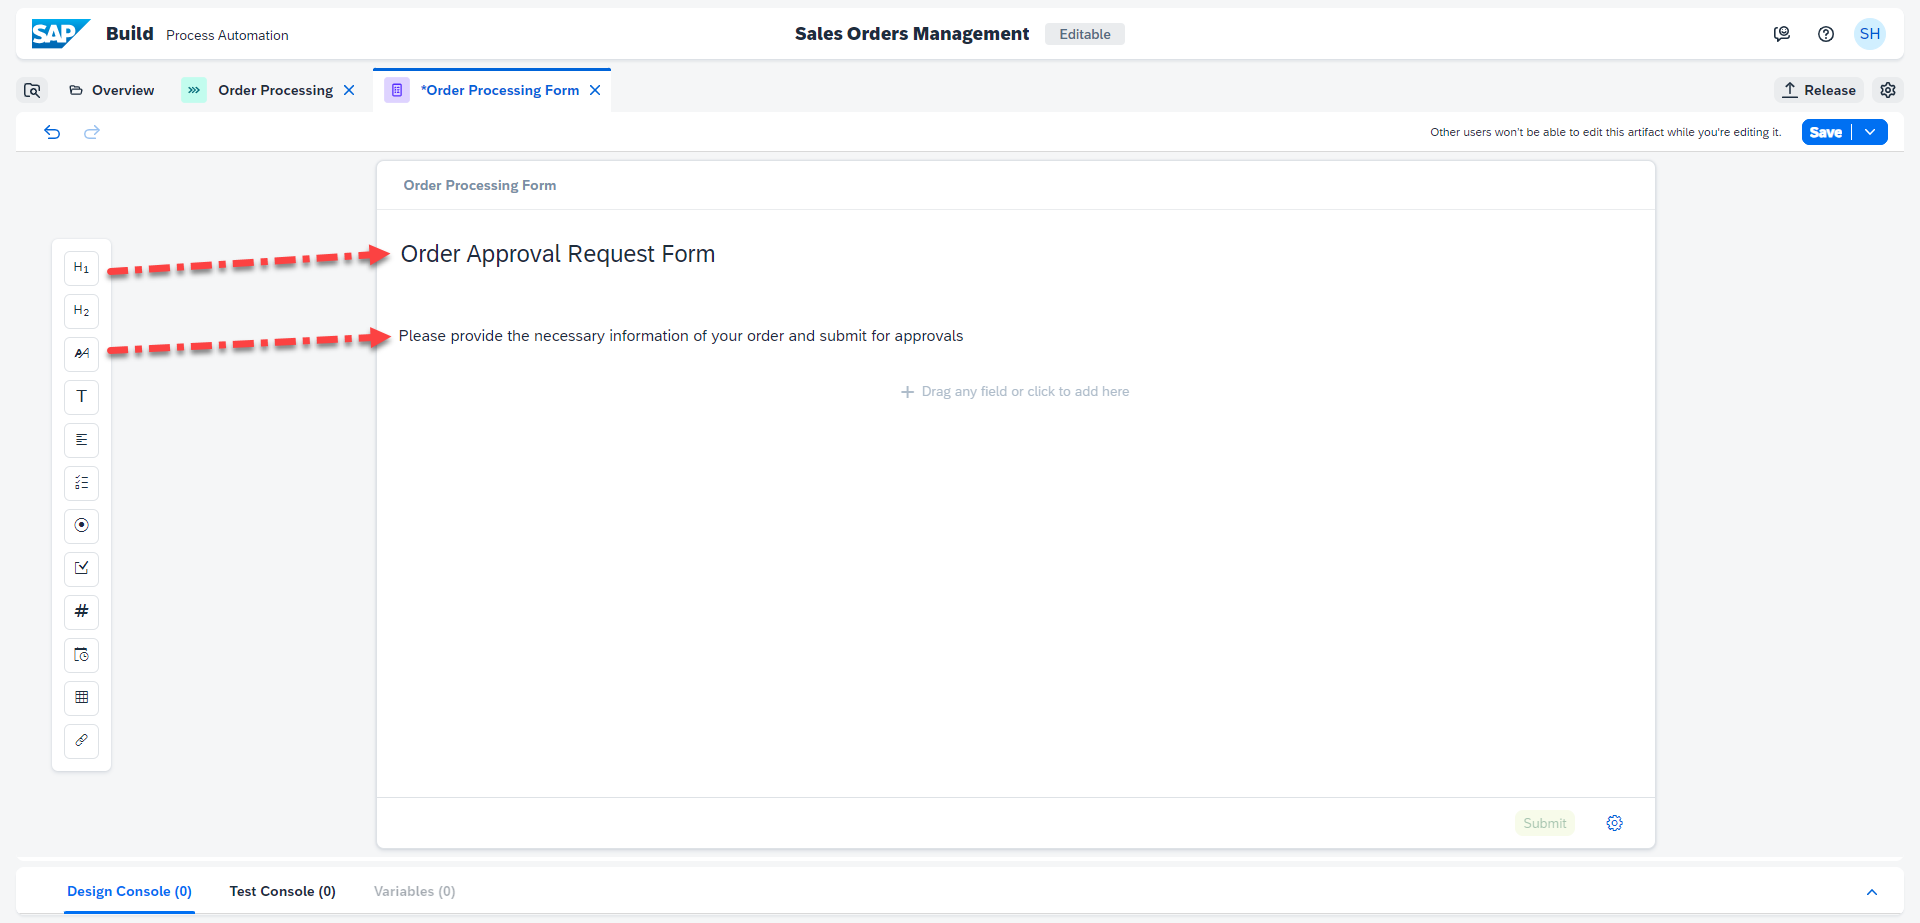 SAP Build Process Automation
Sales Orders Management Editable
SH
Overview
Order Processing
*Order Processing Form
Release
Other users won't be able to edit this artifact while you're editing it.
Save
Order Processing Form
H1
Order Approval Request Form
H2
Please provide the necessary information of your order and submit for approvals
AA
T
Drag any field or click to add here
#
Submit
Design Console (0)
Test Console (0)
Variables (0)